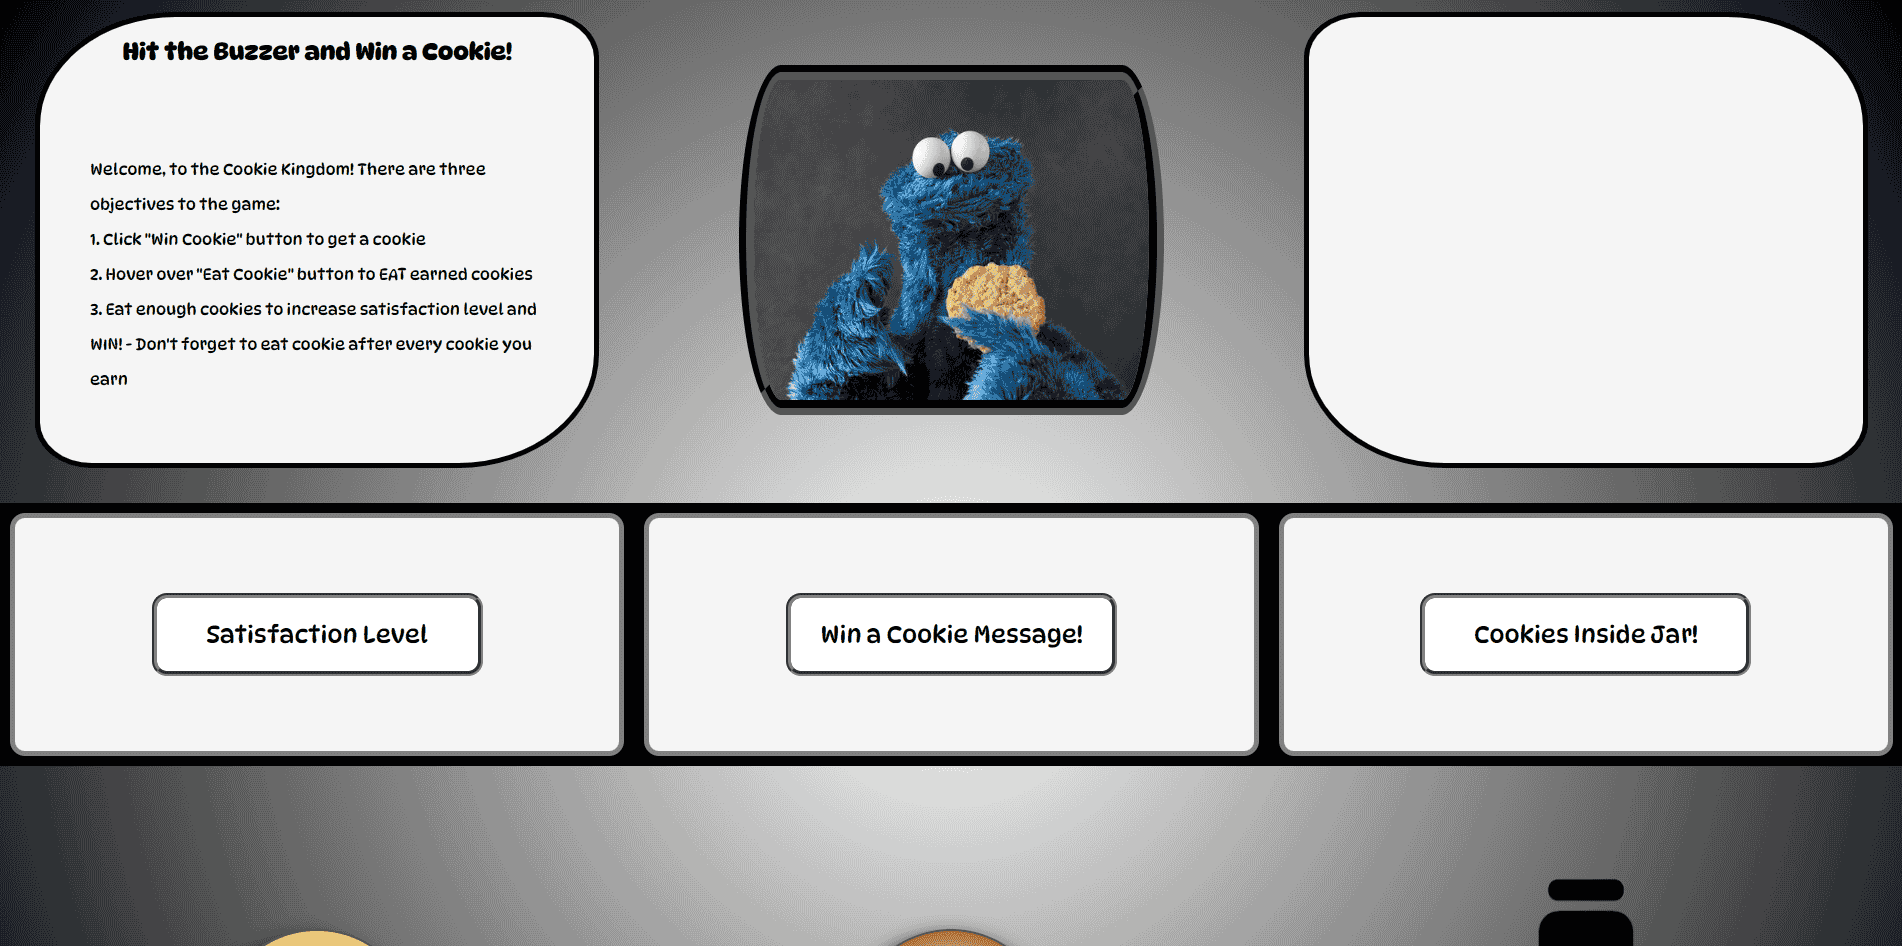 Hit the Buzzer and Win a Cookie!
Welcome, to the Cookie Kingdom! There are three
objectives to the game:
1. Click "Win Cookie" button to get a cookie
2. Hover over "Eat Cookie" button to EAT earned cookies
3. Eat enough cookies to increase satisfaction level and
WIN! - Don't forget to eat cookie after every cookie you
earn
Satisfaction Level
Win a Cookie Message!
Cookies Inside Jar!